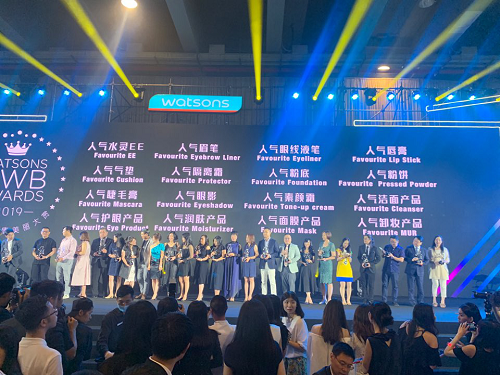 watsons
WATSONS
HWB
AWARDS
2019
人气水灵EE
Favourite EE
人气眉笔
Favourite Eyebrow Liner
人气眼线液笔
Favourite Eyeliner
人气唇膏
Favourite Lip Stick
人气气垫
Favourite Cushion
人气隔离霜
Favourite Protector
人气粉底
Favourite Foundation
人气粉饼
Favourite Pressed Powder
人气睫毛膏
Favourite Mascara
人气眼影
Favourite Eyeshadow
人气素颜霜
Favourite Tone-up cream
人气洁面产品
Favourite Cleanser
人气护眼产品
Favourite Eye Product
人气润肤产品
Favourite Moisturizer
人气面膜产品
Favourite Mask
人气卸妆产品
Favourite MUR